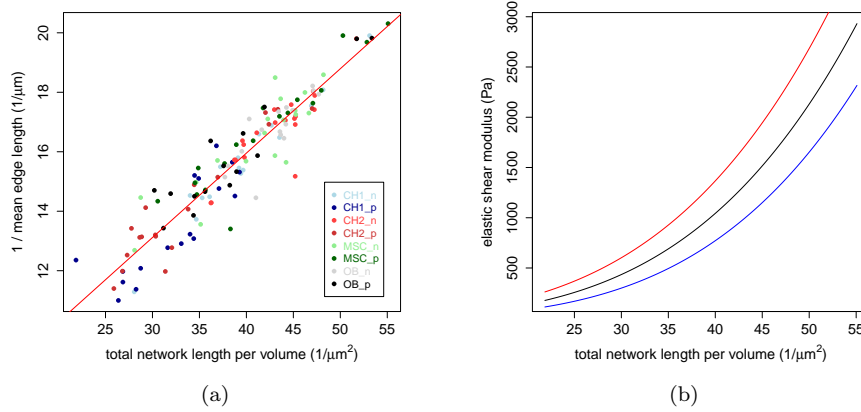 1 / mean edge length (1/μm)
20
18
16
14
12
CH1_n
CH1_p
CH2_n
CH2_p
MSC_n
MSC_p
OB_n
OB_p
25 30 35 40 45 50 55
total network length per volume (1/μm²)
(a)
elastic shear modulus (Pa)
3000
2500
2000
1500
1000
500
25 30 35 40 45 50 55
total network length per volume (1/μm²)
(b)